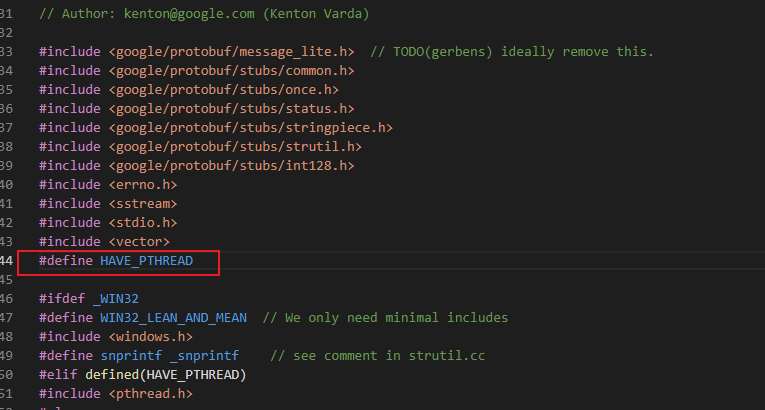 31 // Author: kenton@google.com (Kenton Varda)
32
33 #include <google/protobuf/message_lite.h>  // TODO(gerbens) ideally remove this.
34 #include <google/protobuf/stubs/common.h>
35 #include <google/protobuf/stubs/once.h>
36 #include <google/protobuf/stubs/status.h>
37 #include <google/protobuf/stubs/stringpiece.h>
38 #include <google/protobuf/stubs/strutil.h>
39 #include <google/protobuf/stubs/int128.h>
40 #include <errno.h>
41 #include <sstream>
42 #include <stdio.h>
43 #include <vector>
44 #define HAVE_PTHREAD
45
46 #ifdef _WIN32
47 #define WIN32_LEAN_AND_MEAN  // We only need minimal includes
48 #include <windows.h>
49 #define snprintf _snprintf    // see comment in strutil.cc
50 #elif defined(HAVE_PTHREAD)
51 #include <pthread.h>